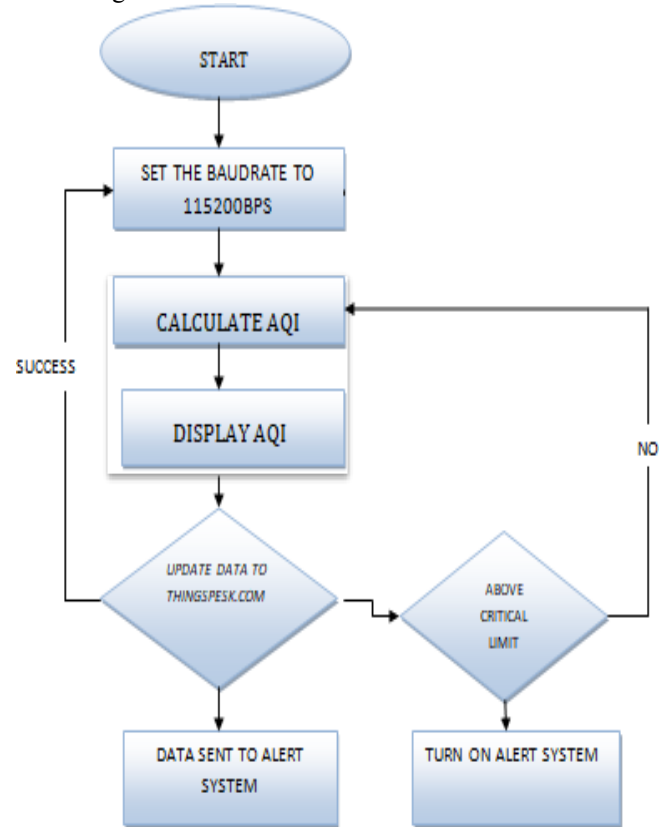 START
SET THE BAUDRATE TO
115200BPS
CALCULATE AQI
SUCCESS
DISPLAY AQI
NO
UPDATE DATA TO
THINGSPESK.COM
ABOVE
CRITICAL
LIMIT
DATA SENT TO ALERT
SYSTEM
TURN ON ALERT SYSTEM